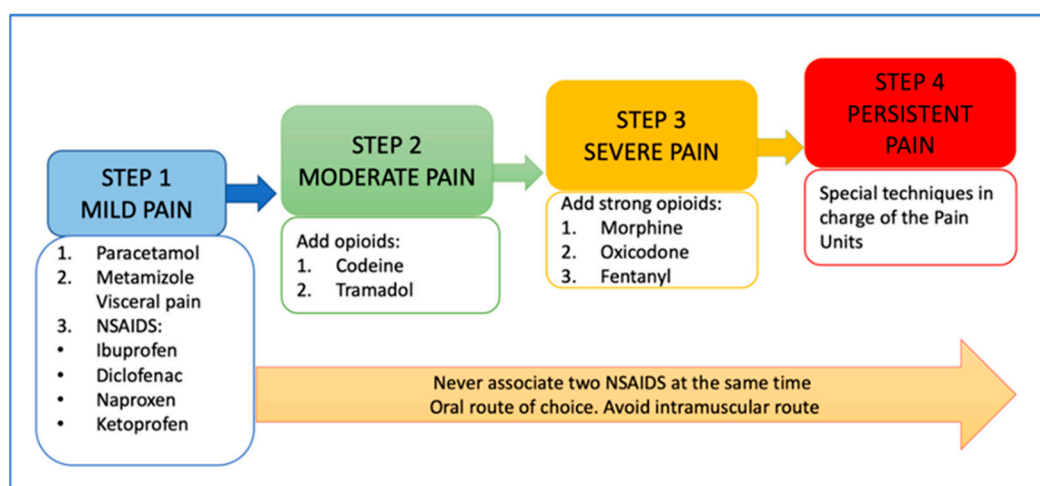 STEP 1
MILD PAIN
1. Paracetamol
2. Metamizole
Visceral pain
3. NSAIDS:
• Ibuprofen
• Diclofenac
• Naproxen
• Ketoprofen
STEP 2
MODERATE PAIN
Add opioids:
1. Codeine
2. Tramadol
STEP 3
SEVERE PAIN
Add strong opioids:
1. Morphine
2. Oxicodone
3. Fentanyl
STEP 4
PERSISTENT
PAIN
Special techniques in
charge of the Pain
Units
Never associate two NSAIDS at the same time
Oral route of choice. Avoid intramuscular route